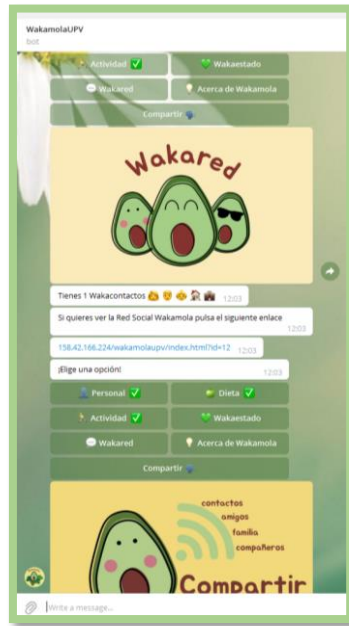 WakamolaUPV
bot
Actividad ✅
💚 Wakaestado
💬 Wakared
💡 Acerca de Wakamola
Compartir 🗣
Wakared
Tienes 1 Wakacontactos
12:03
Si quieres ver la Red Social Wakamola pulsa el siguiente enlace
12:03
158.42.166.224/wakamolaupv/index.html?id=12
12:03
¡Elige una opción!
12:03
👤 Personal ✅
Dieta ✅
Actividad ✅
💚 Wakaestado
💬 Wakared
💡 Acerca de Wakamola
Compartir 🗣
contactos
amigos
familia
compañeros
Compartir
Write a message...